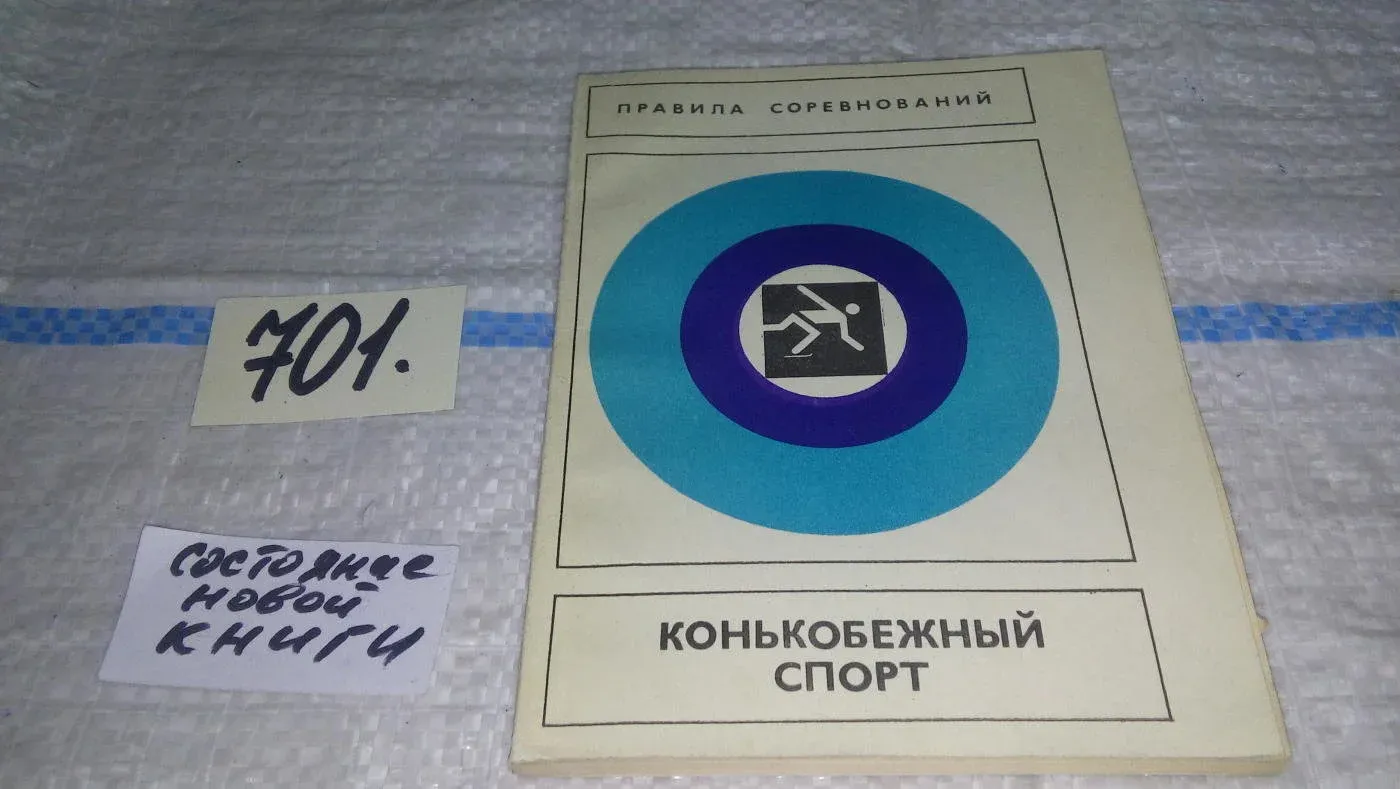 ПРАВИЛА СОРЕВНОВАНИЙ
701.
состояние
новой
книги
КОНЬКОБЕЖНЫЙ
СПОРТ